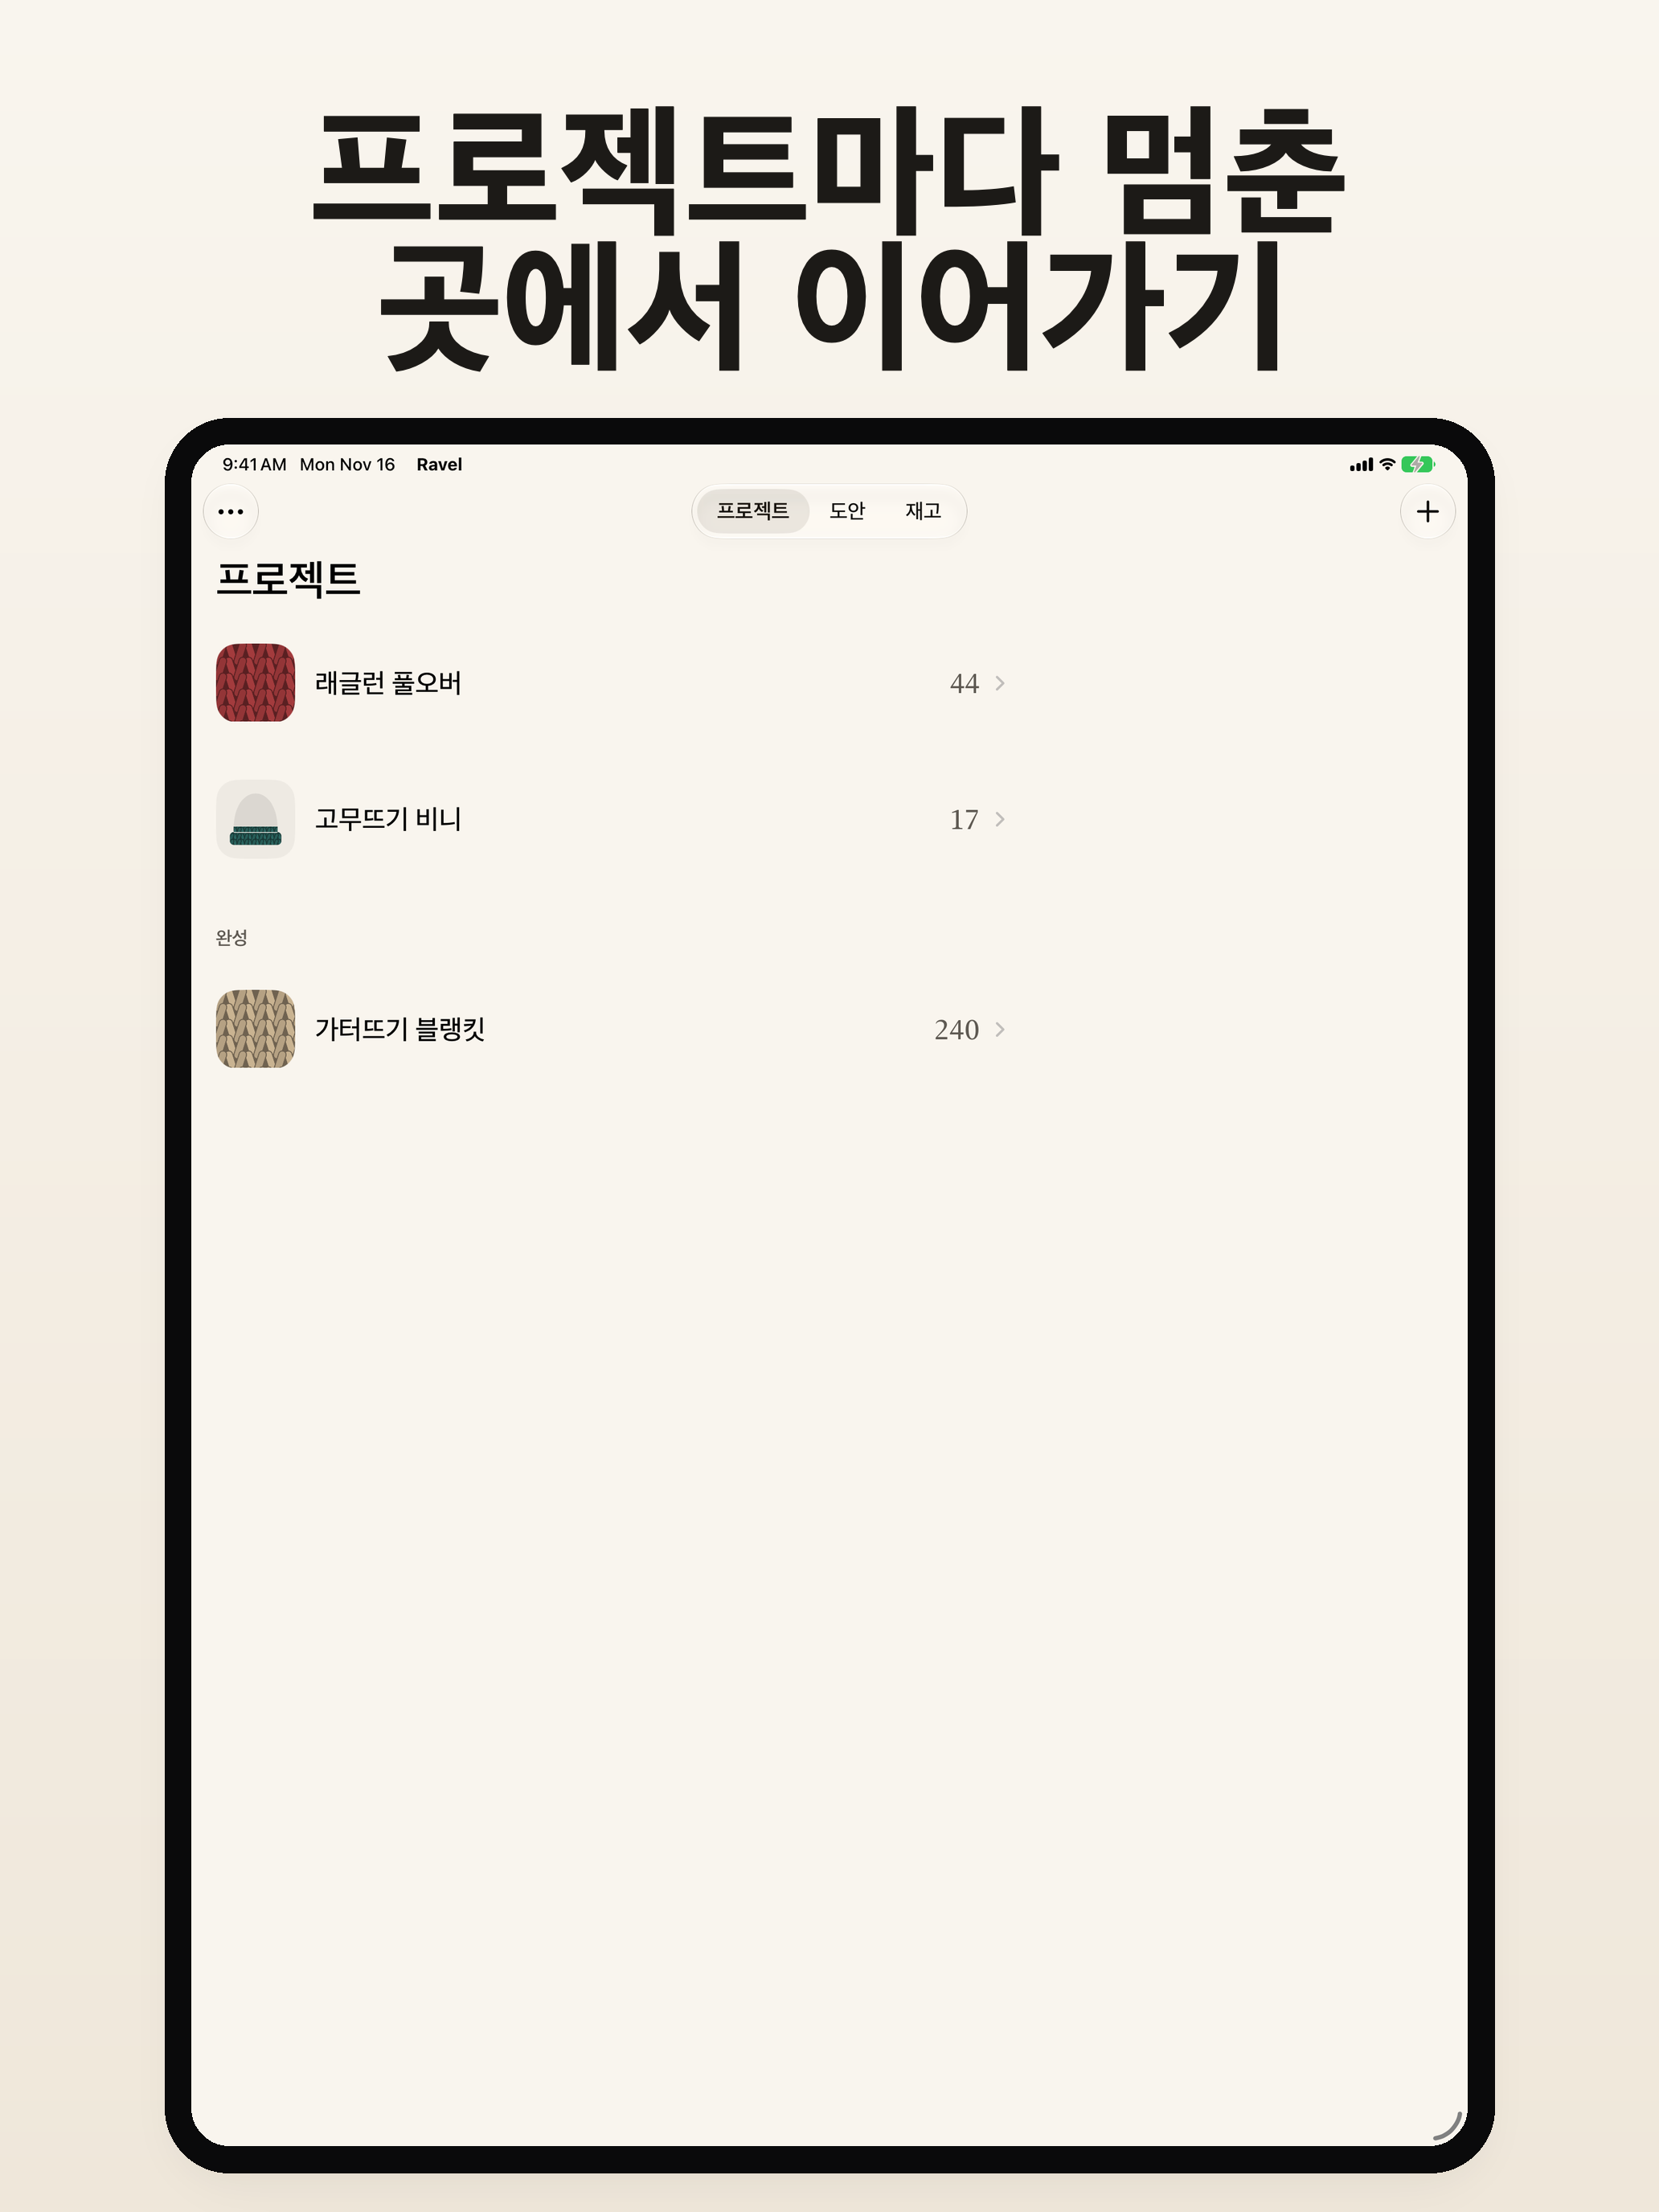 프로젝트마다 멈춘
곳에서 이어가기
9:41 AM Mon Nov 16 Ravel
프로젝트 도안 재고
프로젝트
래글런 풀오버 44
고무뜨기 비니 17
완성
가터뜨기 블랭킷 240